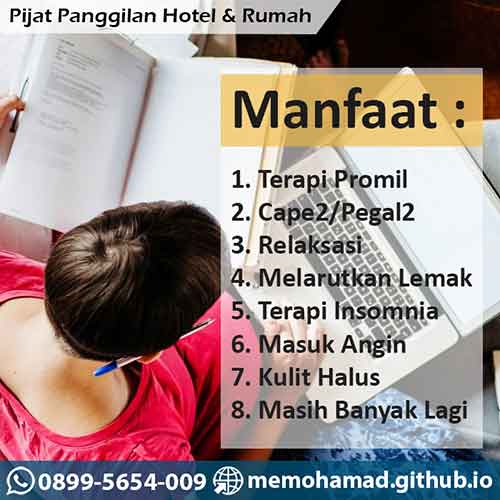 Pijat Panggilan Hotel & Rumah
Manfaat :
1. Terapi Promil
2. Cape2/Pegal2
3. Relaksasi
4. Melarutkan Lemak
5. Terapi Insomnia
6. Masuk Angin
7. Kulit Halus
8. Masih Banyak Lagi
0899-5654-009 memohamad.github.io